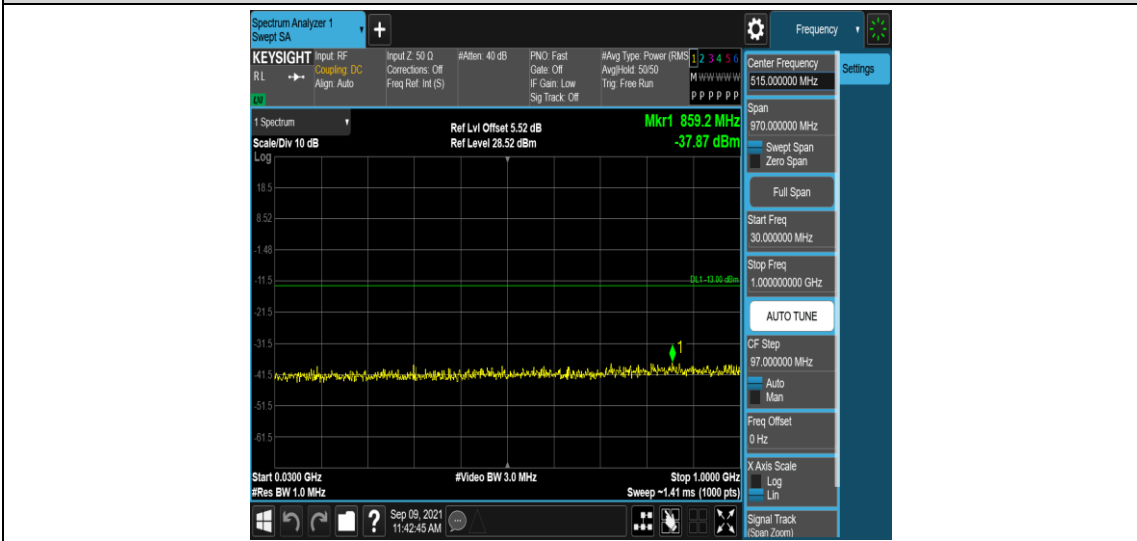 Spectrum Analyzer 1
Swept SA
+
Frequency
KEYSIGHT
RL
LXI
Input: RF
Coupling: DC
Align: Auto
Input Z: 50 Ω
Corrections: Off
Freq Ref: Int (S)
#Atten: 40 dB
PNO: Fast
Gate: Off
IF Gain: Low
Sig Track: Off
#Avg Type: Power (RMS
Avg|Hold: 50/50
Trig: Free Run
1 2 3 4 5 6
M W W W W W
P P P P P P
1 Spectrum
Scale/Div 10 dB
Log
Ref Lvl Offset 5.52 dB
Ref Level 28.52 dBm
Mkr1 859.2 MHz
-37.87 dBm
18.5
8.52
-1.48
-11.5
DL1 -13.00 dBm
-21.5
-31.5
1
-41.5
-51.5
-61.5
Start 0.0300 GHz
#Res BW 1.0 MHz
#Video BW 3.0 MHz
Stop 1.0000 GHz
Sweep ~1.41 ms (1000 pts)
?
Sep 09, 2021
11:42:45 AM
Center Frequency
515.000000 MHz
Settings
Span
970.000000 MHz
Swept Span
Zero Span
Full Span
Start Freq
30.000000 MHz
Stop Freq
1.000000000 GHz
AUTO TUNE
CF Step
97.000000 MHz
Auto
Man
Freq Offset
0 Hz
X Axis Scale
Log
Lin
Signal Track
(Span Zoom)